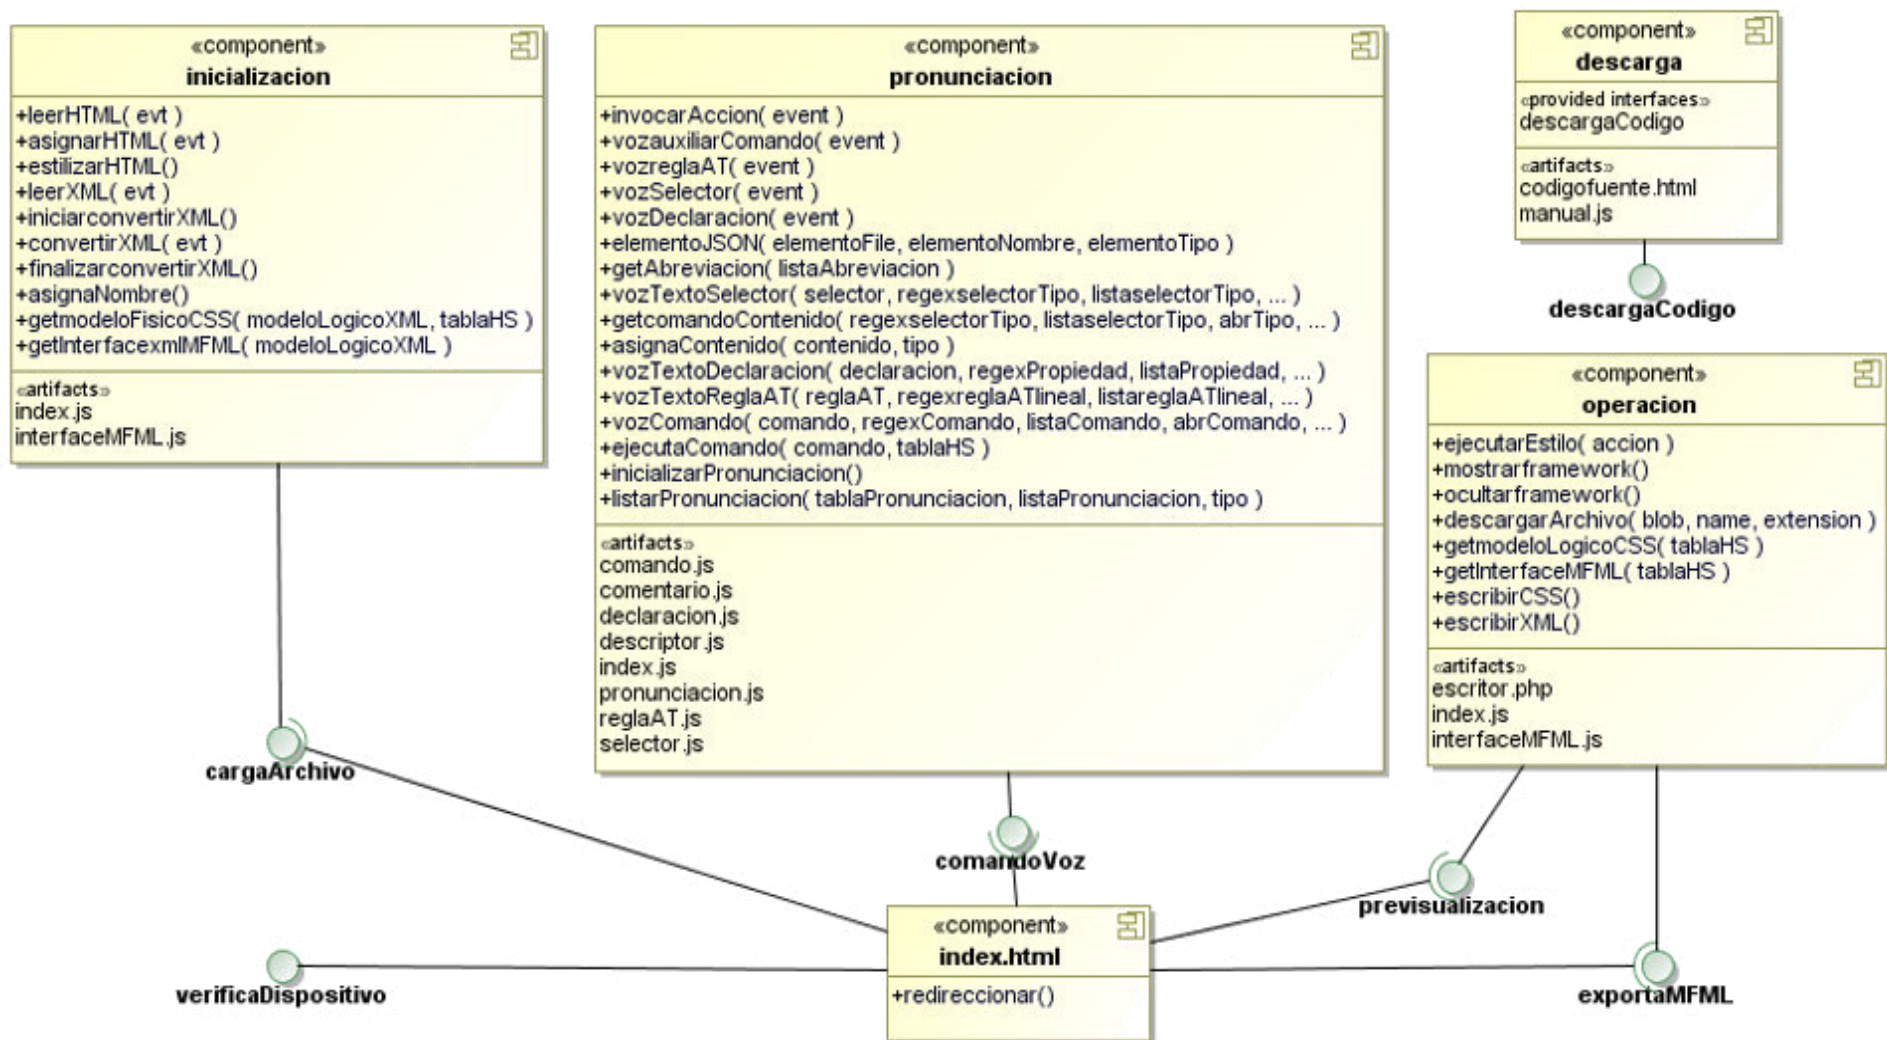 «component»
inicializacion
+leerHTML( evt )
+asignarHTML( evt )
+estilizarHTML()
+leerXML( evt )
+iniciarconvertirXML()
+convertirXML( evt )
+finalizarconvertirXML()
+asignaNombre()
+getmodeloFisicoCSS( modeloLogicoXML, tablaHS )
+getInterfacexmlMFML( modeloLogicoXML )
«artifacts»
index.js
interfaceMFML.js
cargaArchivo
«component»
pronunciacion
+invocarAccion( event )
+vozauxiliarComando( event )
+vozreglaAT( event )
+vozSelector( event )
+vozDeclaracion( event )
+elementoJSON( elementoFile, elementoNombre, elementoTipo )
+getAbreviacion( listaAbreviacion )
+vozTextoSelector( selector, regexselectorTipo, listaselectorTipo, ... )
+getcomandoContenido( regexselectorTipo, listaselectorTipo, abrTipo, ... )
+asignaContenido( contenido, tipo )
+vozTextoDeclaracion( declaracion, regexPropiedad, listaPropiedad, ... )
+vozTextoReglaAT( reglaAT, regexreglaATlineal, listareglaATlineal, ... )
+vozComando( comando, regexComando, listaComando, abrComando, ... )
+ejecutaComando( comando, tablaHS )
+inicializarPronunciacion()
+listarPronunciacion( tablaPronunciacion, listaPronunciacion, tipo )
«artifacts»
comando.js
comentario.js
declaracion.js
descriptor.js
index.js
pronunciacion.js
reglaAT.js
selector.js
comandoVoz
«component»
descarga
«provided interfaces»
descargaCodigo
«artifacts»
codigofuente.html
manual.js
descargaCodigo
«component»
operacion
+ejecutarEstilo( accion )
+mostrarframework()
+ocultarframework()
+descargarArchivo( blob, name, extension )
+getmodeloLogicoCSS( tablaHS )
+getInterfaceMFML( tablaHS )
+escribirCSS()
+escribirXML()
«artifacts»
escritor.php
index.js
interfaceMFML.js
previsualizacion
verificaDispositivo
«component»
index.html
+redireccionar()
exportaMFML